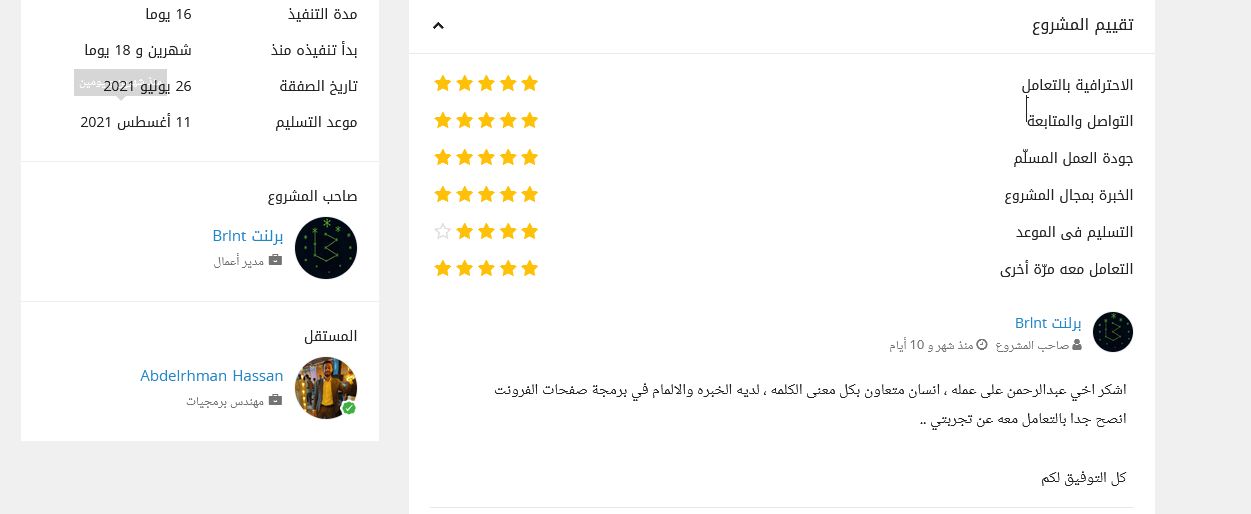 تقييم المشروع
الاحترافية بالتعامل
التواصل والمتابعة
جودة العمل المسلّم
الخبرة بمجال المشروع
التسليم فى الموعد
التعامل معه مرّة أخرى
برلنت Brlnt
صاحب المشروع منذ شهر و 10 أيام
اشكر اخي عبدالرحمن على عمله ، انسان متعاون بكل معنى الكلمه ، لديه الخبره والالمام في برمجة صفحات الفرونت
انصح جدا بالتعامل معه عن تجربتي ..
كل التوفيق لكم
مدة التنفيذ 16 يوما
بدأ تنفيذه منذ شهرين و 18 يوما
تاريخ الصفقة 26 يوليو 2021
موعد التسليم 11 أغسطس 2021
صاحب المشروع
برلنت Brlnt
مدير أعمال
المستقل
Abdelrhman Hassan
مهندس برمجيات